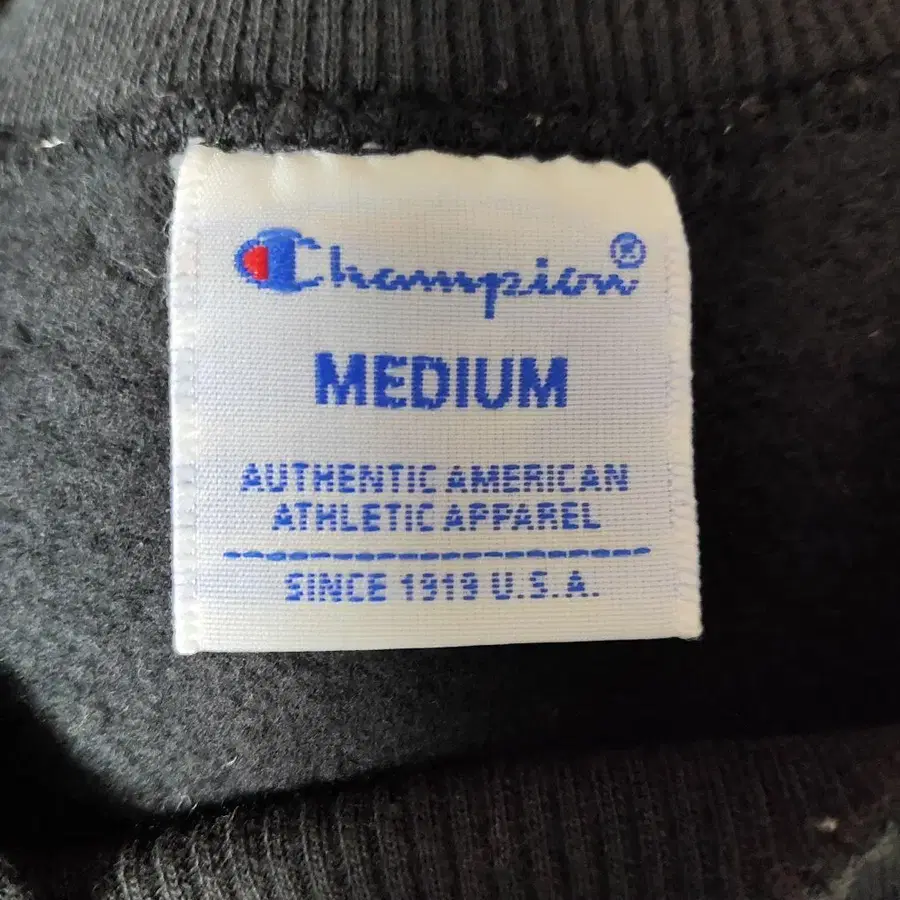 Champion®
MEDIUM
AUTHENTIC AMERICAN
ATHLETIC APPAREL
SINCE 1919 U.S.A.